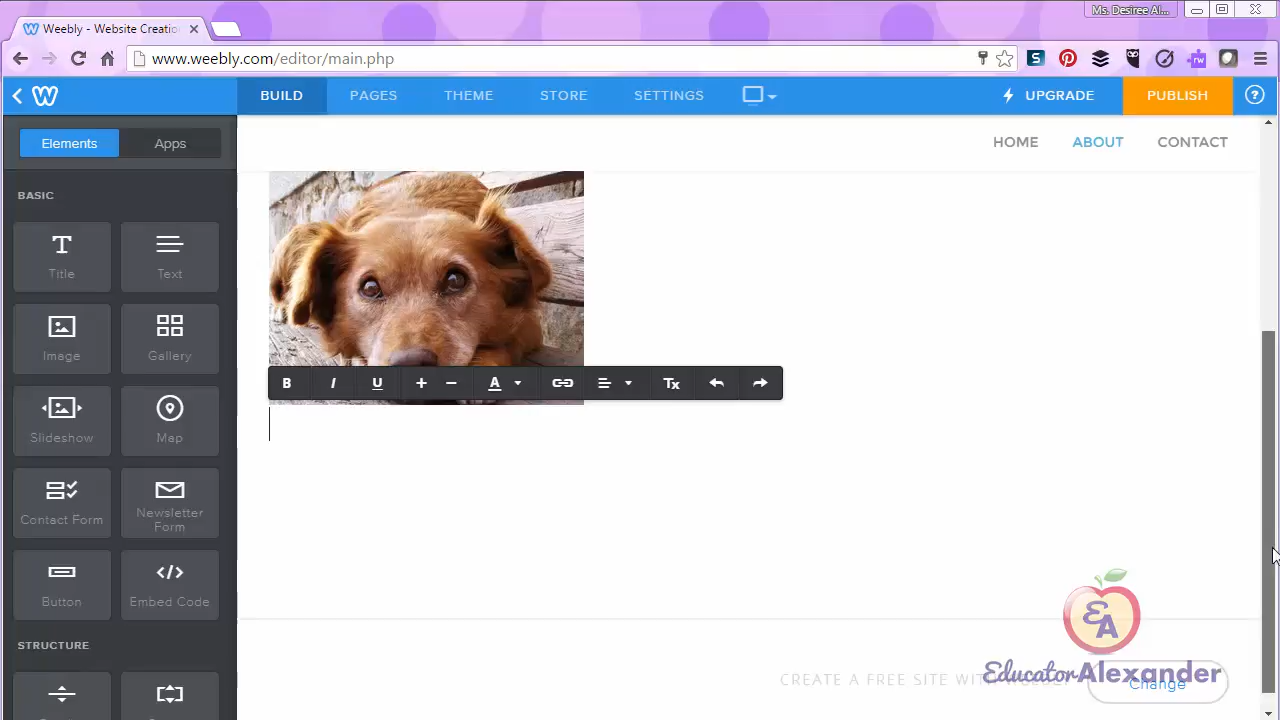 Ms. Desiree Al...
Weebly - Website Creatio
www.weebly.com/editor/main.php
BUILD PAGES THEME STORE SETTINGS UPGRADE PUBLISH ?
Elements Apps
HOME ABOUT CONTACT
BASIC
Title Text
Image Gallery
B I U + − A Tx
Slideshow Map
Contact Form Newsletter Form
Button Embed Code
STRUCTURE
EA
EducatorAlexander
CREATE A FREE SITE WITH
Change